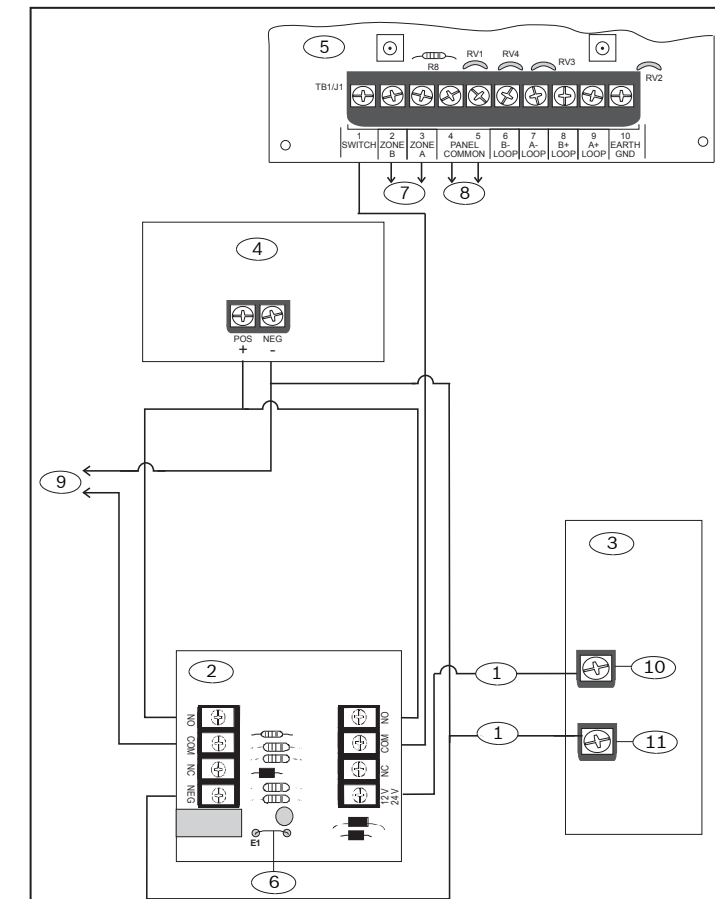 5
RV1 RV4
R8
RV3
RV2
TB1/J1
1 2 3 4 5 6 7 8 9 10
SWITCH ZONE ZONE PANEL B- A- B+ A+ EARTH
B A COMMON LOOP LOOP LOOP LOOP GND
7 8
4
POS NEG
+ -
9
3
2
1 10
NO NO
COM COM
1 11
NC NC
NEG 12 V
24 V
E1
6